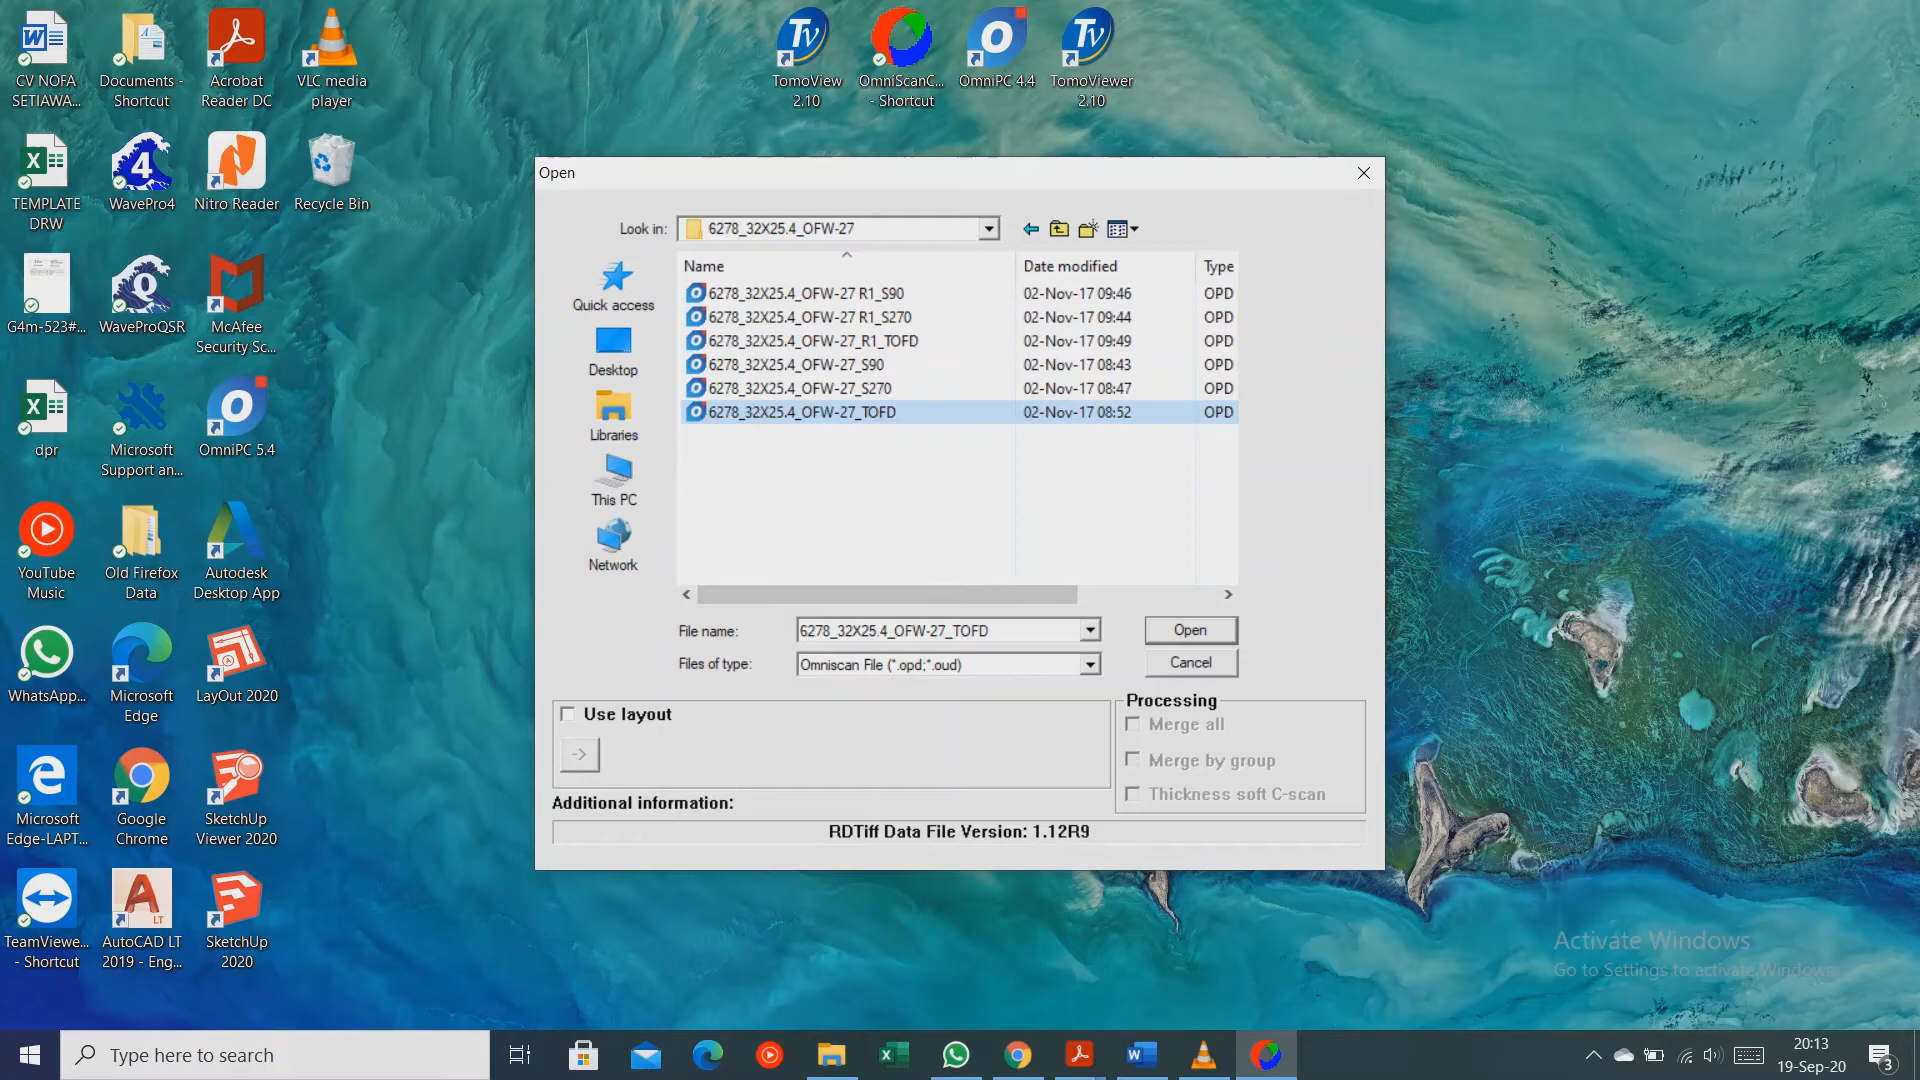 CV NOFA
SETIAWA...
Documents -
Shortcut
Acrobat
Reader DC
VLC media
player
TomoView
2.10
OmniScanC...
- Shortcut
OmniPC 4.4
TomoViewer
2.10
TEMPLATE
DRW
WavePro4
Nitro Reader
Recycle Bin
G4m-523#...
WaveProQSR
McAfee
Security Sc...
dpr
Microsoft
Support an...
OmniPC 5.4
YouTube
Music
Old Firefox
Data
Autodesk
Desktop App
WhatsApp...
Microsoft
Edge
LayOut 2020
Microsoft
Edge-LAPT...
Google
Chrome
SketchUp
Viewer 2020
TeamViewe...
- Shortcut
AutoCAD LT
2019 - Eng...
SketchUp
2020
Open
Look in:
6278_32X25.4_OFW-27
Quick access
Desktop
Libraries
This PC
Network
Name Date modified Type
6278_32X25.4_OFW-27 R1_S90 02-Nov-17 09:46 OPD
6278_32X25.4_OFW-27 R1_S270 02-Nov-17 09:44 OPD
6278_32X25.4_OFW-27_R1_TOFD 02-Nov-17 09:49 OPD
6278_32X25.4_OFW-27_S90 02-Nov-17 08:43 OPD
6278_32X25.4_OFW-27_S270 02-Nov-17 08:47 OPD
6278_32X25.4_OFW-27_TOFD 02-Nov-17 08:52 OPD
File name: 6278_32X25.4_OFW-27_TOFD Open
Files of type: Omniscan File (*.opd;*.oud) Cancel
Use layout
->
Processing
Merge all
Merge by group
Thickness soft C-scan
Additional information:
RDTiff Data File Version: 1.12R9
Activate Windows
Go to Settings to activate Windows.
Type here to search
20:13
19-Sep-20
3